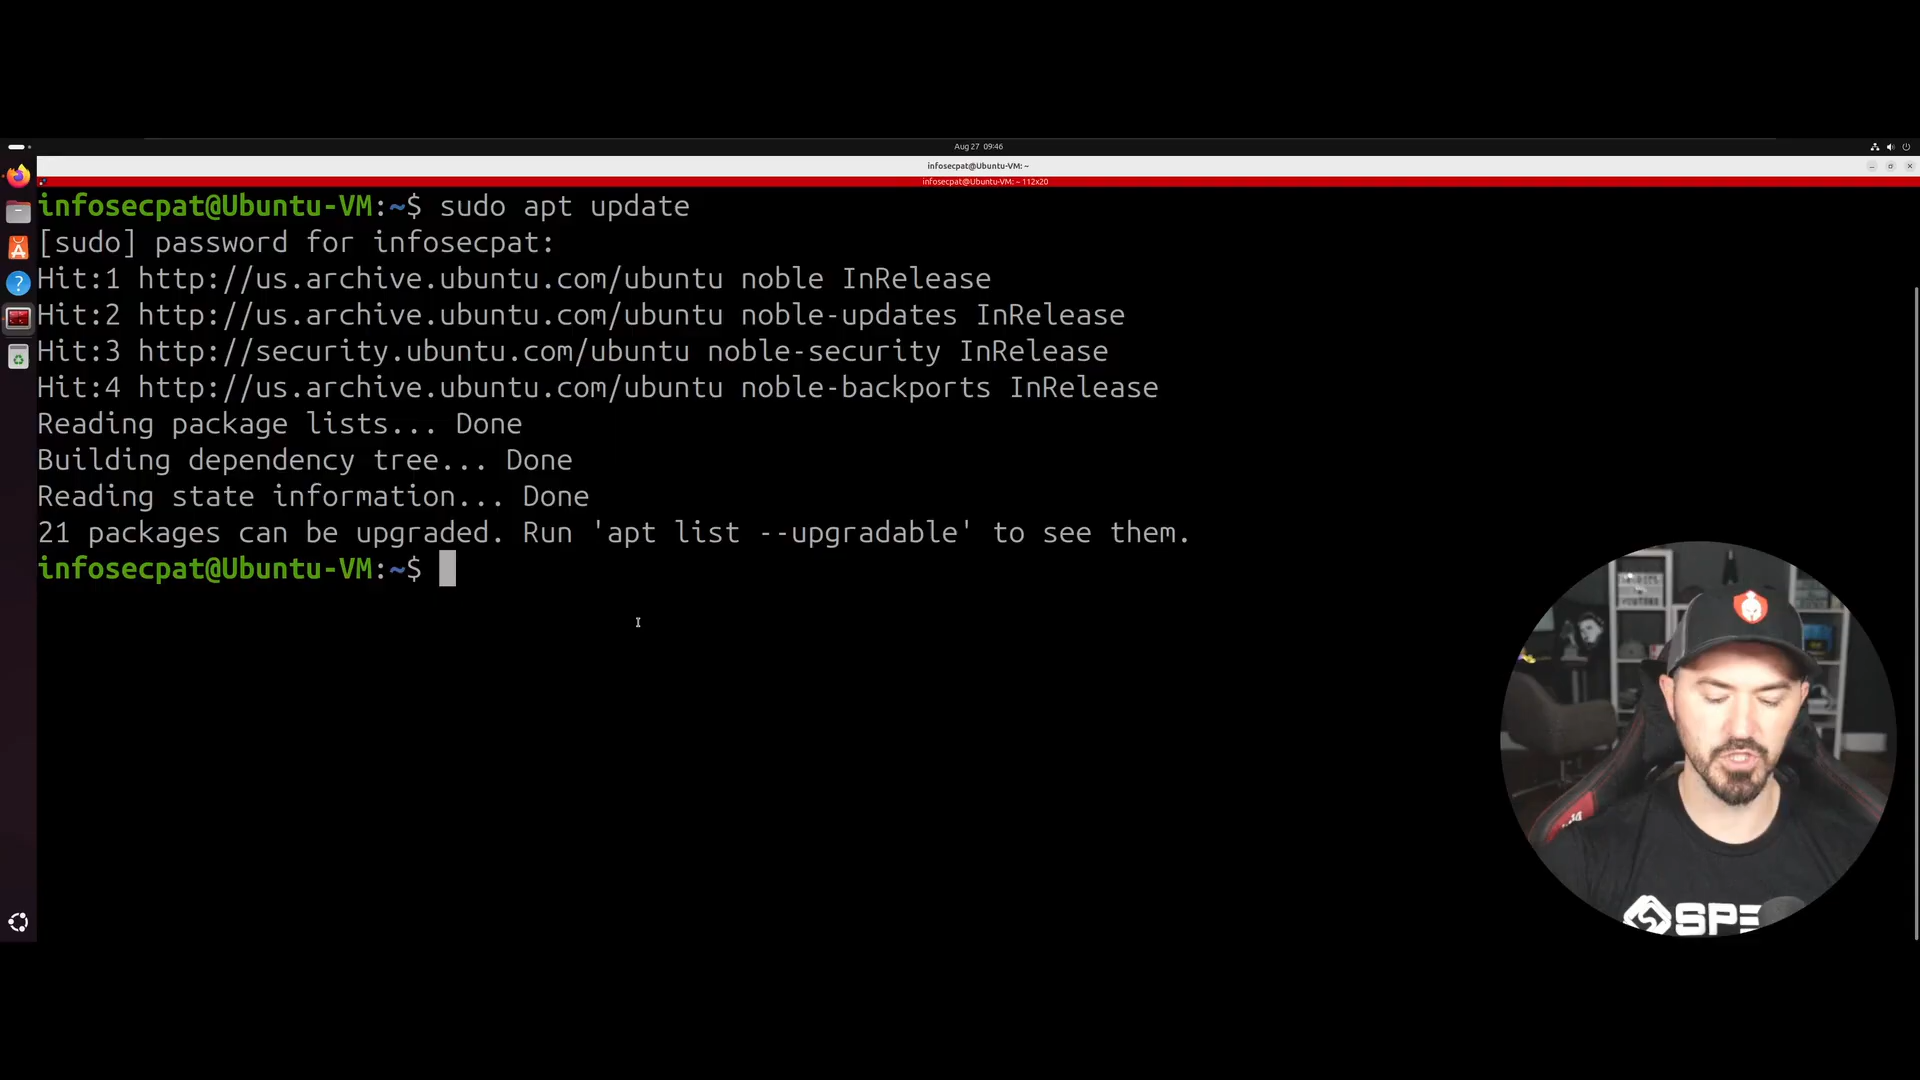 Aug 27 09:46
infosecpat@Ubuntu-VM: ~
infosecpat@Ubuntu-VM: ~ 112x20
infosecpat@Ubuntu-VM:~$ sudo apt update
[sudo] password for infosecpat:
Hit:1 http://us.archive.ubuntu.com/ubuntu noble InRelease
Hit:2 http://us.archive.ubuntu.com/ubuntu noble-updates InRelease
Hit:3 http://security.ubuntu.com/ubuntu noble-security InRelease
Hit:4 http://us.archive.ubuntu.com/ubuntu noble-backports InRelease
Reading package lists... Done
Building dependency tree... Done
Reading state information... Done
21 packages can be upgraded. Run 'apt list --upgradable' to see them.
infosecpat@Ubuntu-VM:~$
SPE